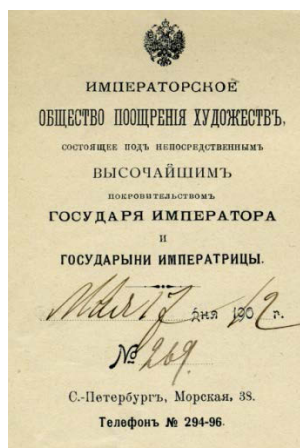 ИМПЕРАТОРСКОЕ
ОБЩЕСТВО ПООЩРЕНІЯ ХУДОЖЕСТВЪ,
СОСТОЯЩЕЕ ПОДЪ НЕПОСРЕДСТВЕННЫМЪ
ВЫСОЧАЙШИМЪ
ПОКРОВИТЕЛЬСТВОМЪ
ГОСУДАРЯ ИМПЕРАТОРА
И
ГОСУДАРЫНИ ИМПЕРАТРИЦЫ.
Мая 17 дня 1912 г.
№ 269.
С.-Петербургъ, Морская, 38.
Телефонъ № 294-96.